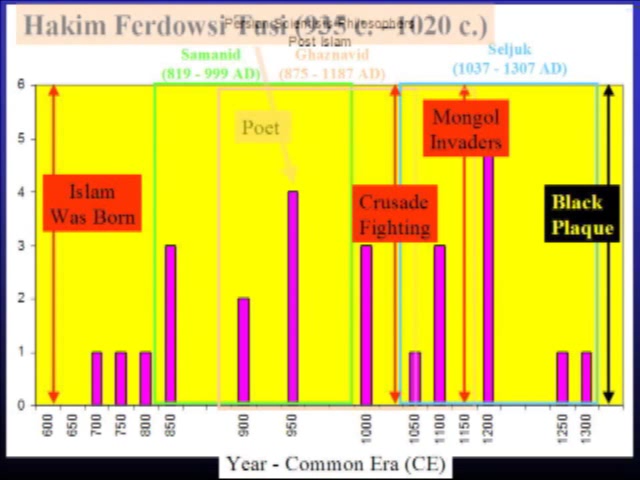 Hakim Ferdowsi Tusi (935 c. - 1020 c.)
Persian Scientists-Philosophers
Post Islam
Samanid
(819 - 999 AD)
Ghaznavid
(875 - 1187 AD)
Seljuk
(1037 - 1307 AD)
6
5
4
3
2
1
0
Poet
Mongol
Invaders
Islam
Was Born
Crusade
Fighting
Black
Plaque
600
650
700
750
800
850
900
950
1000
1050
1100
1150
1200
1250
1300
Year - Common Era (CE)